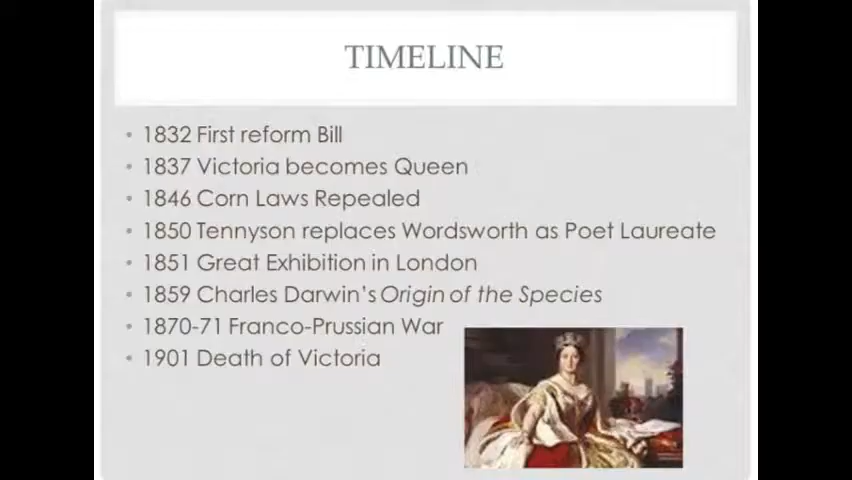 TIMELINE
• 1832 First reform Bill
• 1837 Victoria becomes Queen
• 1846 Corn Laws Repealed
• 1850 Tennyson replaces Wordsworth as Poet Laureate
• 1851 Great Exhibition in London
• 1859 Charles Darwin's Origin of the Species
• 1870-71 Franco-Prussian War
• 1901 Death of Victoria